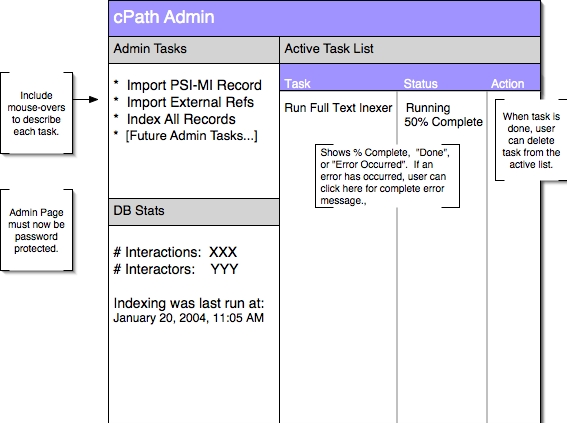 cPath Admin
Admin Tasks
Active Task List
Include
mouse-overs
to describe
each task.
* Import PSI-MI Record
* Import External Refs
* Index All Records
* [Future Admin Tasks...]
Task
Status
Action
Run Full Text Inexer
Running
50% Complete
When task is
done, user
can delete
task from the
active list.
Shows % Complete, "Done",
or "Error Occurred". If an
error has occurred, user can
click here for complete error
message.,
Admin Page
must now be
password
protected.
DB Stats
# Interactions: XXX
# Interactors: YYY
Indexing was last run at:
January 20, 2004, 11:05 AM